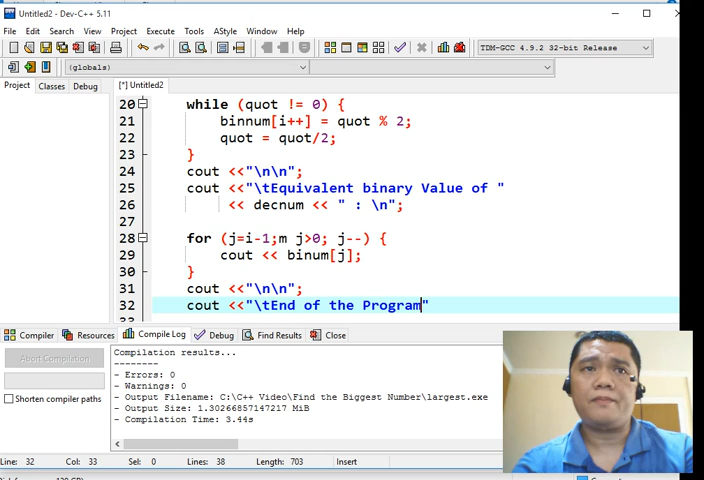 Untitled2 - Dev-C++ 5.11
File Edit Search View Project Execute Tools AStyle Window Help
TDM-GCC 4.9.2 32-bit Release
(globals)
Project Classes Debug
[*] Untitled2
20 while (quot != 0) {
21 binnum[i++] = quot % 2;
22 quot = quot/2;
23 }
24 cout <<"\n\n";
25 cout <<"\tEquivalent binary Value of "
26 << decnum << " : \n";
27
28 for (j=i-1;m j>0; j--) {
29 cout << binum[j];
30 }
31 cout <<"\n\n";
32 cout <<"\tEnd of the Program"
Compiler Resources Compile Log Debug Find Results Close
Abort Compilation
Shorten compiler paths
Compilation results...
--------
- Errors: 0
- Warnings: 0
- Output Filename: C:\C++ Video\Find the Biggest Number\largest.exe
- Output Size: 1.30266857147217 MiB
- Compilation Time: 3.44s
Line: 32 Col: 33 Sel: 0 Lines: 38 Length: 703 Insert